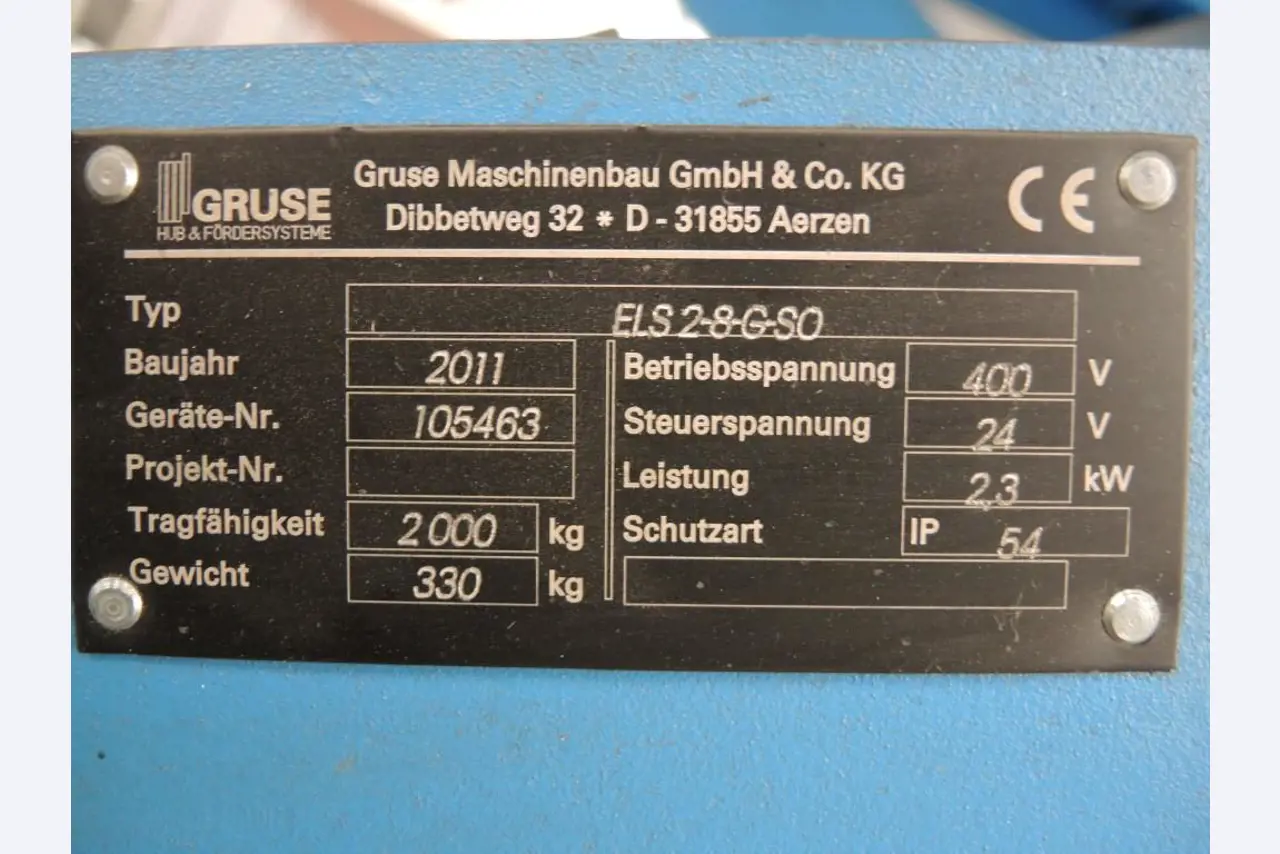 GRUSE
HUB & FÖRDERSYSTEME
Gruse Maschinenbau GmbH & Co. KG
Dibbetweg 32 * D - 31855 Aerzen
CE
Typ ELS 2-8-G-SO
Baujahr 2011
Geräte-Nr. 105463
Projekt-Nr.
Tragfähigkeit 2000 kg
Gewicht 330 kg
Betriebsspannung 400 V
Steuerspannung 24 V
Leistung 2,3 kW
Schutzart IP 54